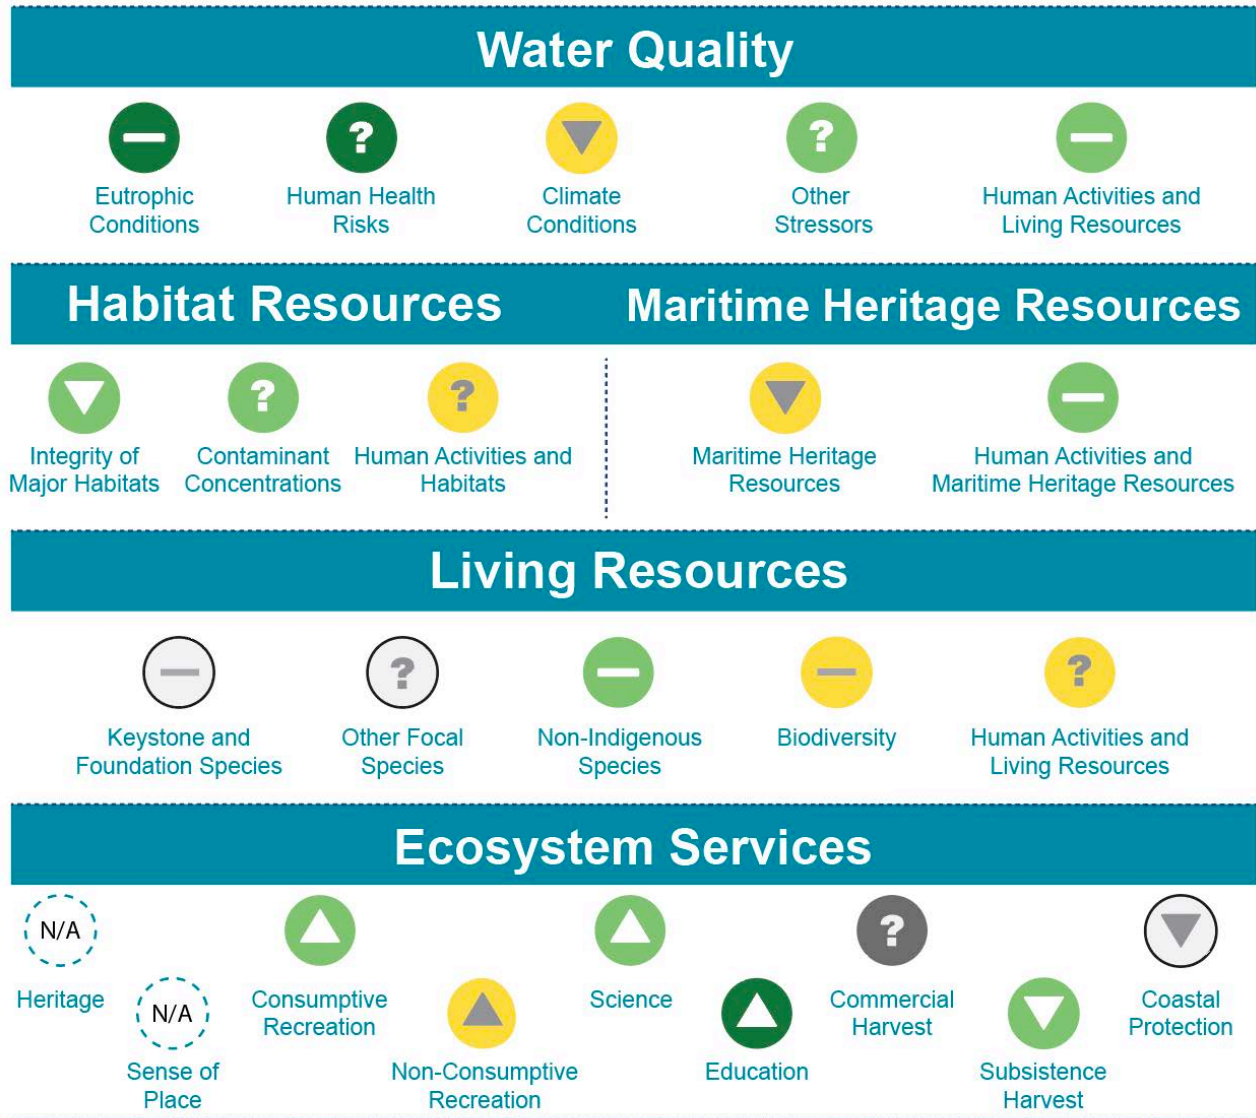 Water Quality
−
?
?
−
Eutrophic
Conditions
Human Health
Risks
Climate
Conditions
Other
Stressors
Human Activities and
Living Resources
Habitat Resources
Maritime Heritage Resources
?
?
−
Integrity of
Major Habitats
Contaminant
Concentrations
Human Activities and
Habitats
Maritime Heritage
Resources
Human Activities and
Maritime Heritage Resources
Living Resources
−
?
−
−
?
Keystone and
Foundation Species
Other Focal
Species
Non-Indigenous
Species
Biodiversity
Human Activities and
Living Resources
Ecosystem Services
N/A
Heritage
N/A
Sense of
Place
Consumptive
Recreation
Non-Consumptive
Recreation
Science
Education
?
Commercial
Harvest
Subsistence
Harvest
Coastal
Protection